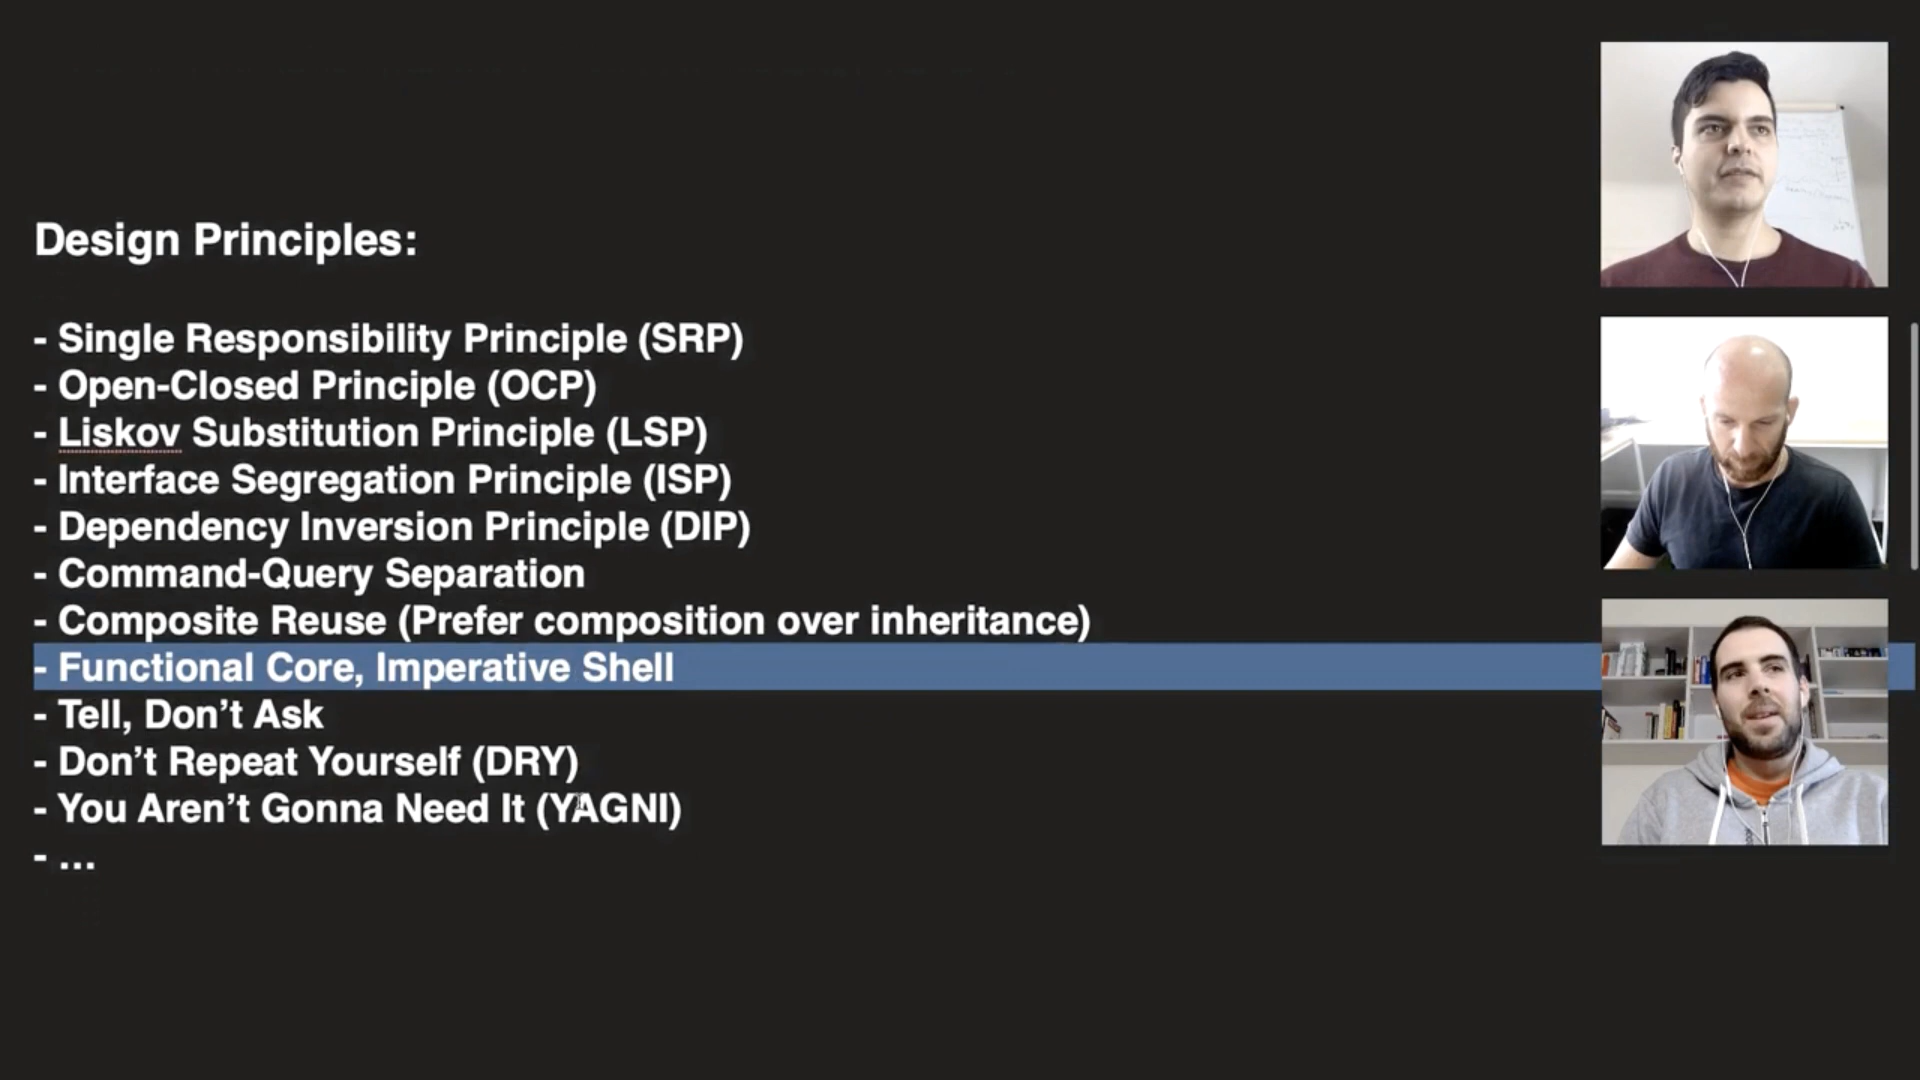 Design Principles:
- Single Responsibility Principle (SRP)
- Open-Closed Principle (OCP)
- Liskov Substitution Principle (LSP)
- Interface Segregation Principle (ISP)
- Dependency Inversion Principle (DIP)
- Command-Query Separation
- Composite Reuse (Prefer composition over inheritance)
- Functional Core, Imperative Shell
- Tell, Don’t Ask
- Don’t Repeat Yourself (DRY)
- You Aren’t Gonna Need It (YAGNI)
- ...